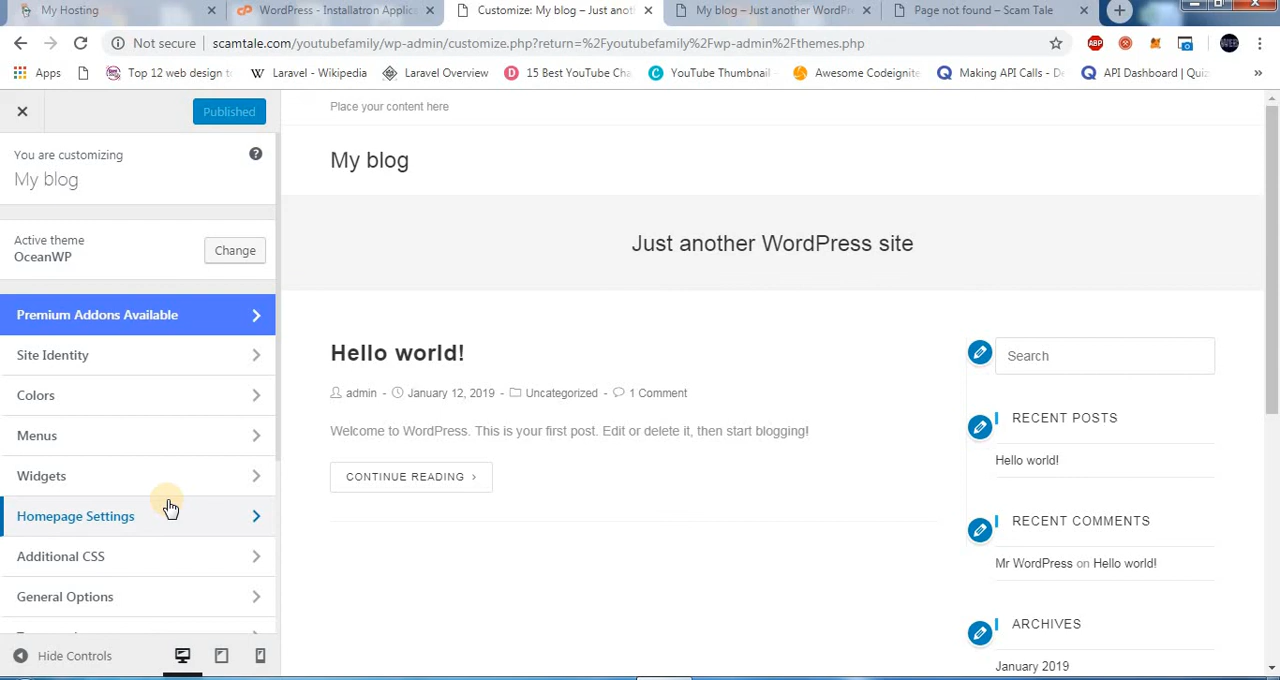 My Hosting
WordPress - Installatron Applic
Customize: My blog – Just anot
My blog – Just another WordPr
Page not found – Scam Tale
Not secure
scamtale.com/youtubefamily/wp-admin/customize.php?return=%2Fyoutubefamily%2Fwp-admin%2Fthemes.php
ABP
WEB
Apps
Top 12 web design t
Laravel - Wikipedia
Laravel Overview
15 Best YouTube Cha
YouTube Thumbnail
Awesome Codeignite
Making API Calls - De
API Dashboard | Quiz
»
Published
You are customizing
My blog
Active theme
OceanWP
Change
Premium Addons Available
Site Identity
Colors
Menus
Widgets
Homepage Settings
Additional CSS
General Options
Hide Controls
Place your content here
My blog
Just another WordPress site
Hello world!
admin - January 12, 2019 - Uncategorized - 1 Comment
Welcome to WordPress. This is your first post. Edit or delete it, then start blogging!
CONTINUE READING
Search
RECENT POSTS
Hello world!
RECENT COMMENTS
Mr WordPress on Hello world!
ARCHIVES
January 2019